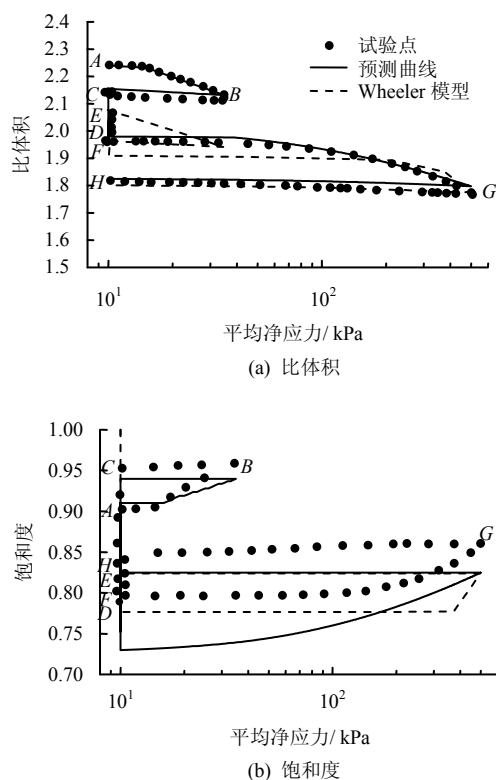 2.4
2.3
2.2
2.1
2.0
1.9
1.8
1.7
1.6
1.5
比体积
A
B
C
E
D
F
H
G
试验点
预测曲线
Wheeler 模型
10¹
10²
平均净应力/ kPa
(a) 比体积
1.00
0.95
0.90
0.85
0.80
0.75
0.70
饱和度
C
B
A
G
H
E
F
D
10¹
10²
平均净应力/ kPa
(b) 饱和度